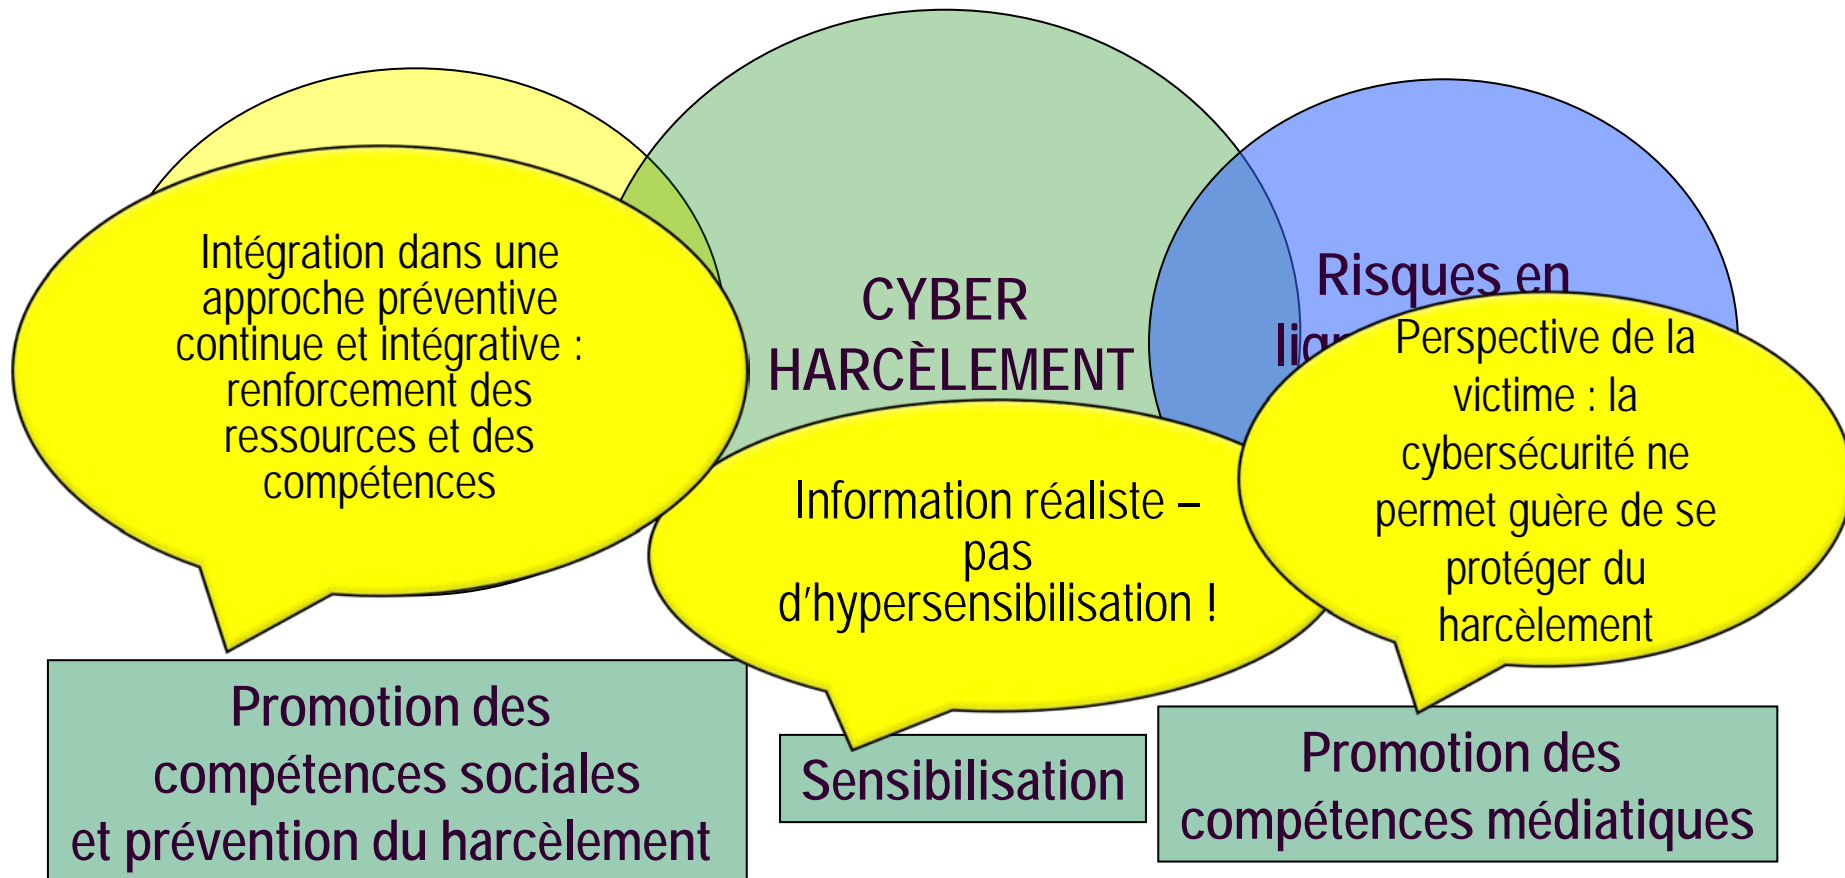 Intégration dans une
approche préventive
continue et intégrative :
renforcement des
ressources et des
compétences
CYBER
HARCÈLEMENT
Risques en
Perspective de la
victime : la
cybersécurité ne
permet guère de se
protéger du
harcèlement
Information réaliste –
pas
d'hypersensibilisation !
Promotion des
compétences sociales
et prévention du harcèlement
Sensibilisation
Promotion des
compétences médiatiques